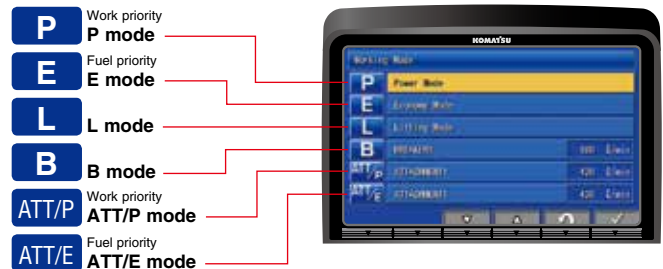 P
Work priority
P mode
E
Fuel priority
E mode
L
L mode
B
B mode
ATT/P
Work priority
ATT/P mode
ATT/E
Fuel priority
ATT/E mode
KOMATSU
Working Mode
P Power Mode
E Economy Mode
L Lifting Mode
B BREAKER
ATT/P ATTACHMENT
ATT/E ATTACHMENT